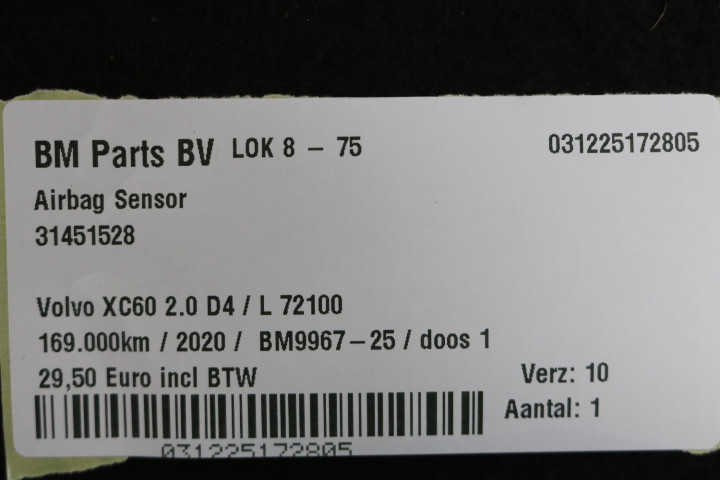 BM Parts BV LOK 8 - 75 031225172805
Airbag Sensor
31451528
Volvo XC60 2.0 D4 / L 72100
169.000km / 2020 / BM9967-25 / doos 1
29,50 Euro incl BTW Verz: 10
Aantal: 1
031225172805